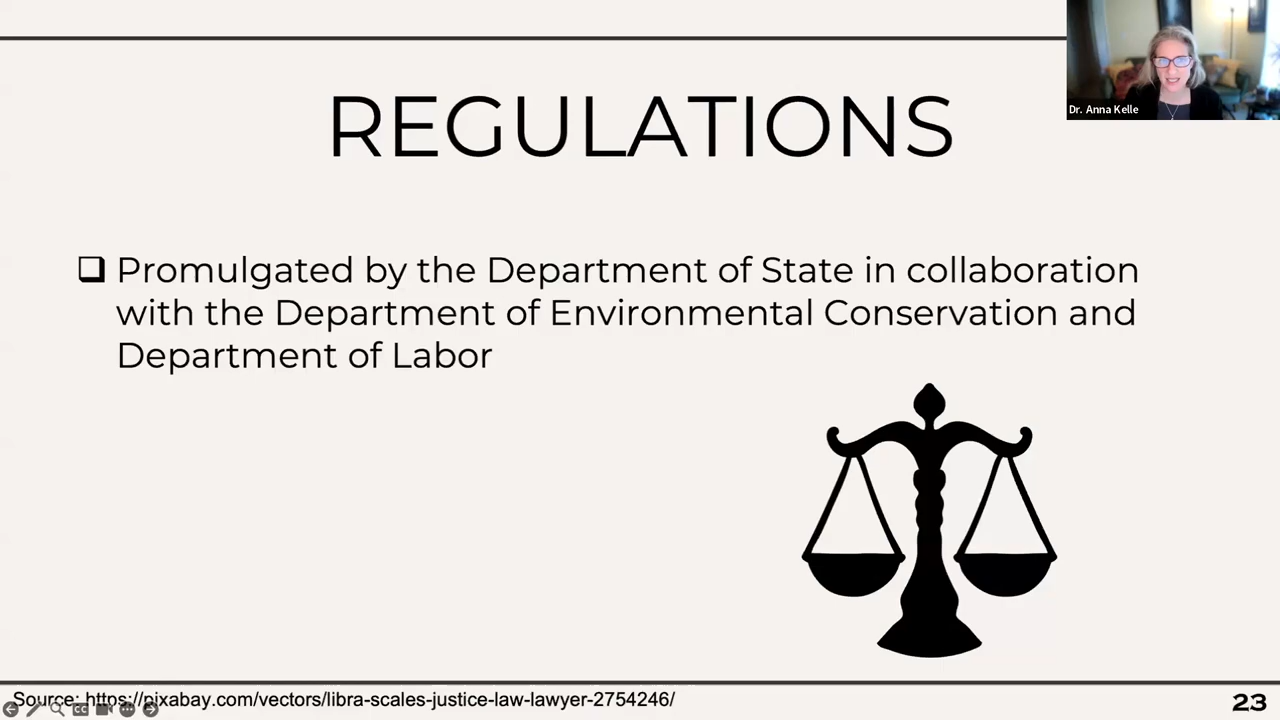 Dr. Anna Kelle
REGULATIONS
❑ Promulgated by the Department of State in collaboration
with the Department of Environmental Conservation and
Department of Labor
Source: https://pixabay.com/vectors/libra-scales-justice-law-lawyer-2754246/
23